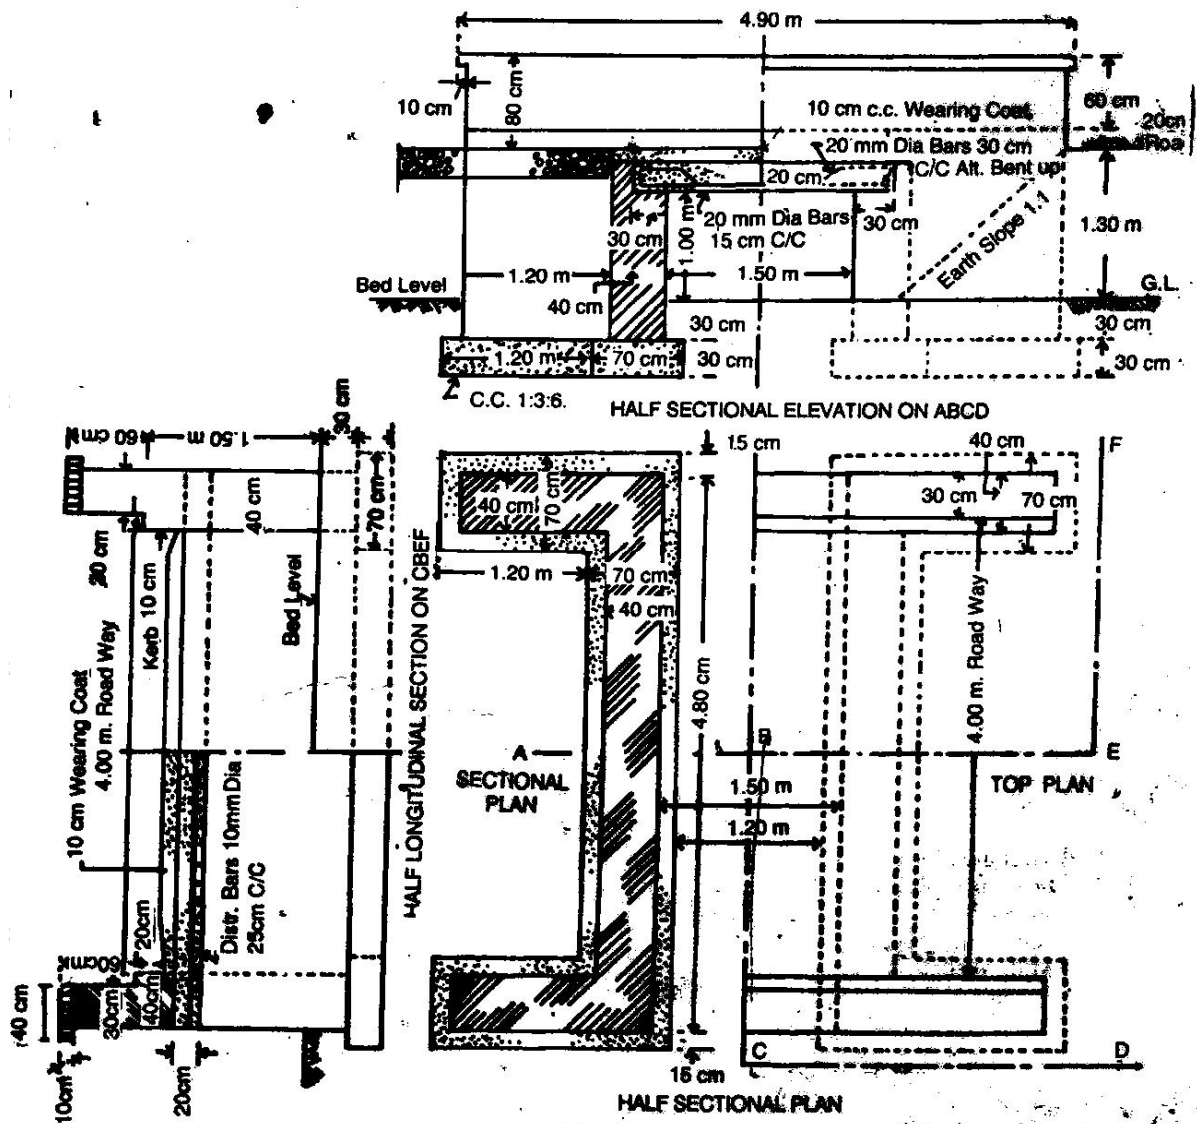 4.90 m
10 cm
80 cm
10 cm c.c. Wearing Coat
60 cm
20cn
Roa
20 mm Dia Bars 30 cm
C/C Alt. Bent up
20 cm.
1.00 m
20 mm Dia Bars
15 cm C/C
30 cm
30 cm
Earth Slope 1:1
1.30 m
1.20 m
1.50 m
Bed Level
40 cm
G.L.
30 cm
30 cm
1.20 m
70 cm
30 cm
30 cm
C.C. 1:3:6.
HALF SECTIONAL ELEVATION ON ABCD
60 cm
1.50 m
30 cm
15 cm
40 cm
F
40 cm
70 cm
40 cm
70 cm
30 cm
70 cm
20 cm
Kerb 10 cm
Bed Level
HALF LONGITUDINAL SECTION ON CBEF
1.20 m
70 cm
40 cm
10 cm Wearing Coat
4.00 m. Road Way
4.80 cm
4.00 m. Road Way
A
SECTIONAL
PLAN
B
E
TOP PLAN
1.50 m
1.20 m
Distr. Bars 10mm Dia
25cm C/C
20cm
60cm
40 cm
30cm
40cm
10cm
20cm
15 cm
C
D
HALF SECTIONAL PLAN